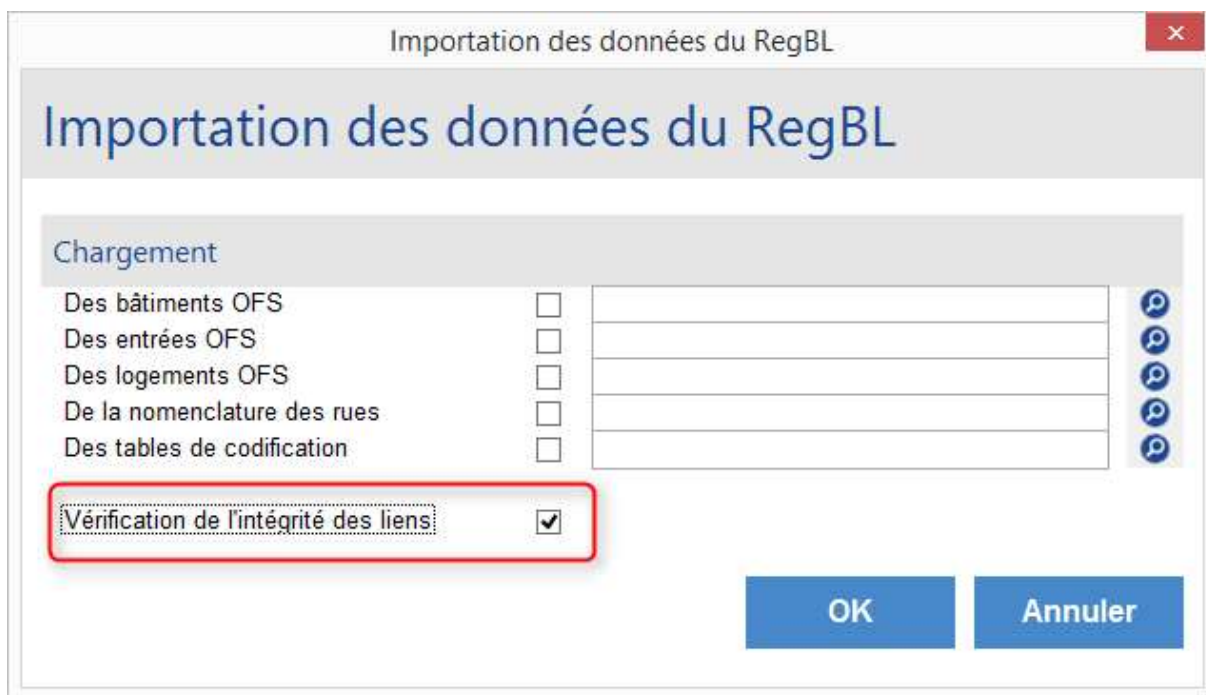 Importation des données du RegBL
Importation des données du RegBL
Chargement
Des bâtiments OFS
Des entrées OFS
Des logements OFS
De la nomenclature des rues
Des tables de codification
Vérification de l'intégrité des liens
OK Annuler